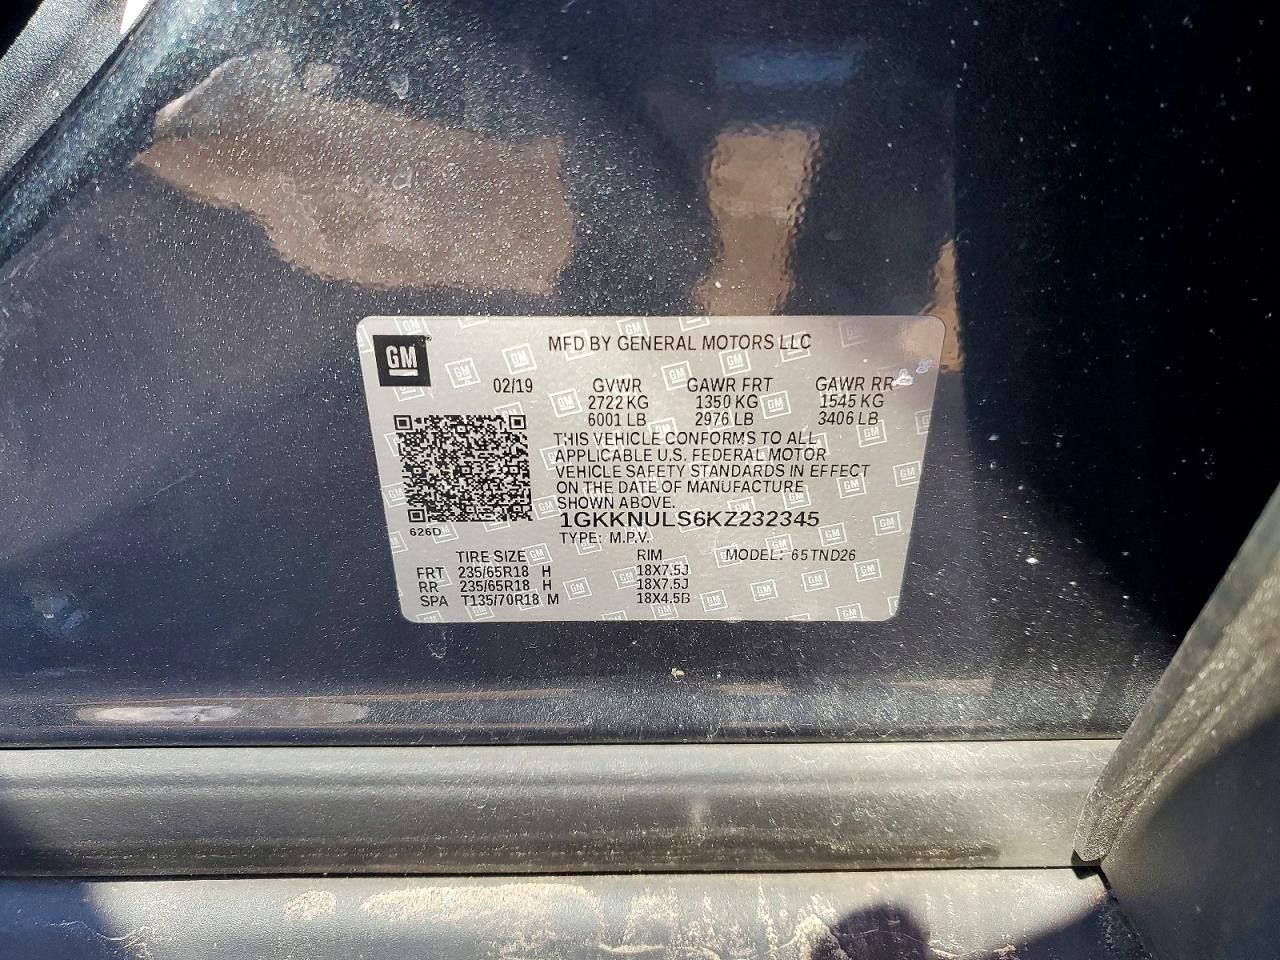 GM
MFD BY GENERAL MOTORS LLC
02/19 GVWR GAWR FRT GAWR RR
2722 KG 1350 KG 1545 KG
6001 LB 2976 LB 3406 LB
THIS VEHICLE CONFORMS TO ALL
APPLICABLE U.S. FEDERAL MOTOR
VEHICLE SAFETY STANDARDS IN EFFECT
ON THE DATE OF MANUFACTURE
SHOWN ABOVE.
626D
1GKKNULS6KZ232345
TYPE: M.P.V.
TIRE SIZE RIM MODEL: 65TND26
FRT 235/65R18 H 18X7.5J
RR 235/65R18 H 18X7.5J
SPA T135/70R18 M 18X4.5B